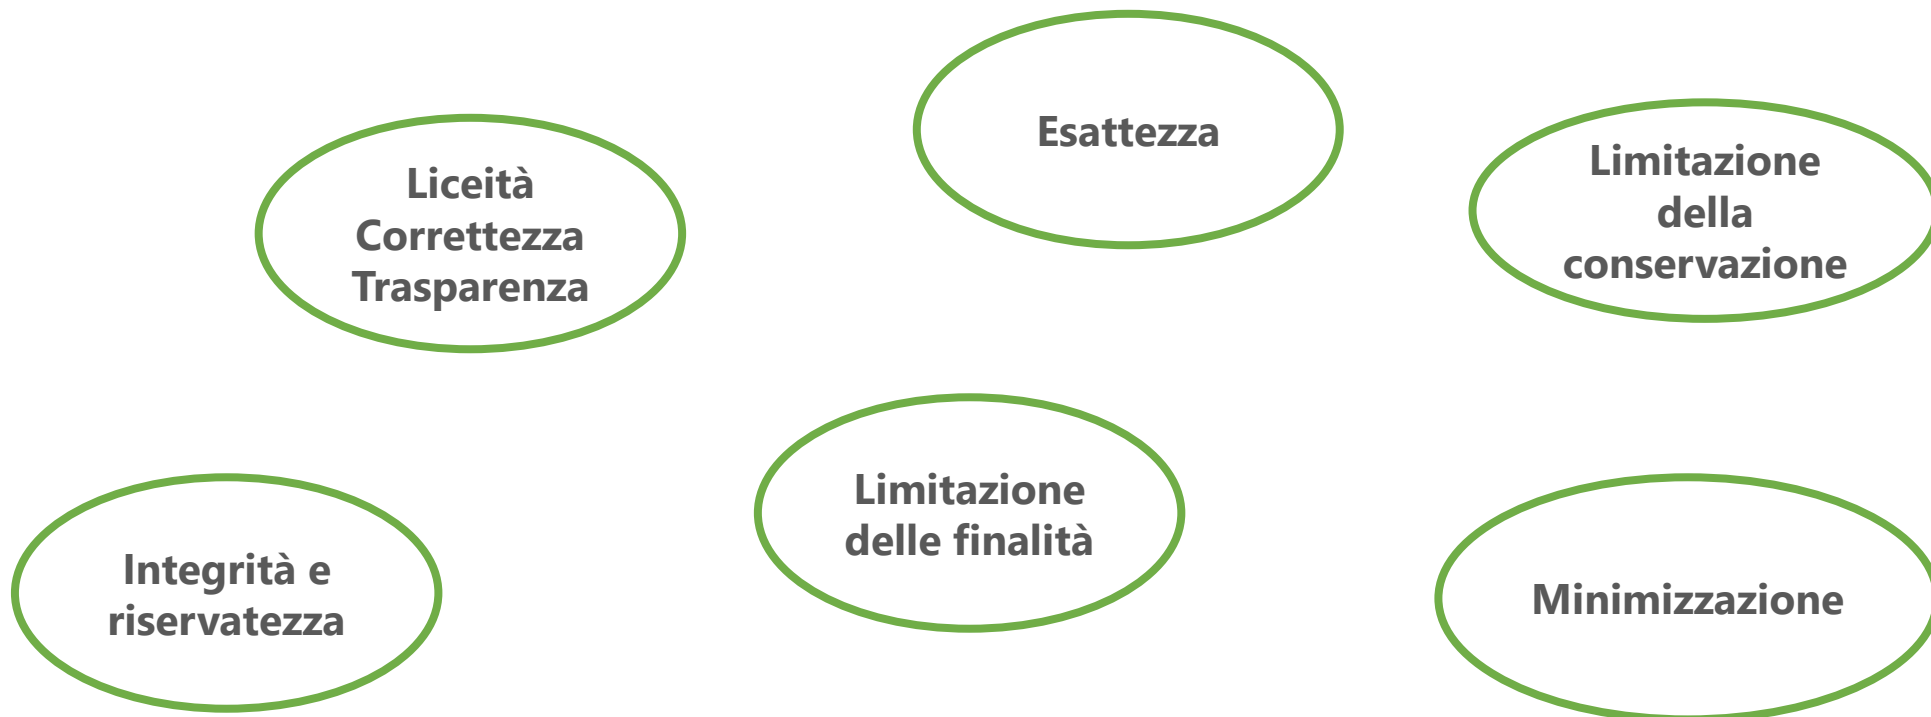 Esattezza
Liceità
Correttezza
Trasparenza
Limitazione
della
conservazione
Limitazione
delle finalità
Integrità e
riservatezza
Minimizzazione